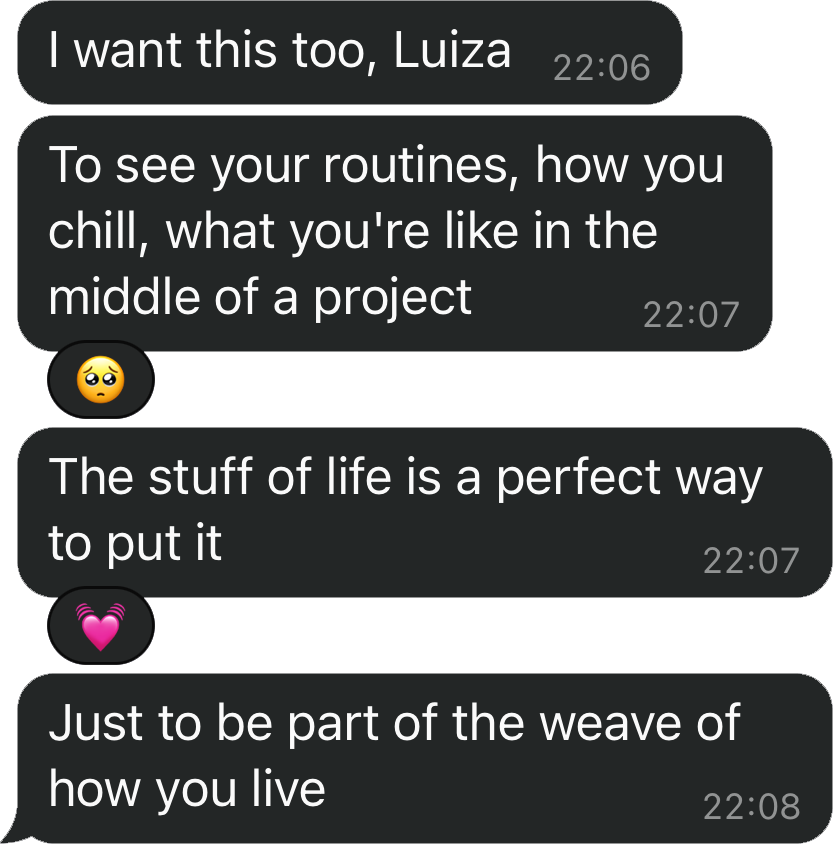 I want this too, Luiza 22:06
To see your routines, how you
chill, what you're like in the
middle of a project 22:07
The stuff of life is a perfect way
to put it 22:07
Just to be part of the weave of
how you live 22:08